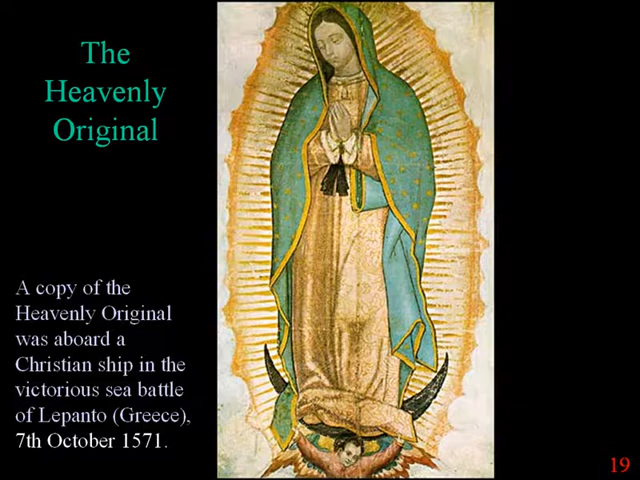 The
Heavenly
Original
A copy of the
Heavenly Original
was aboard a
Christian ship in the
victorious sea battle
of Lepanto (Greece),
7th October 1571.
19